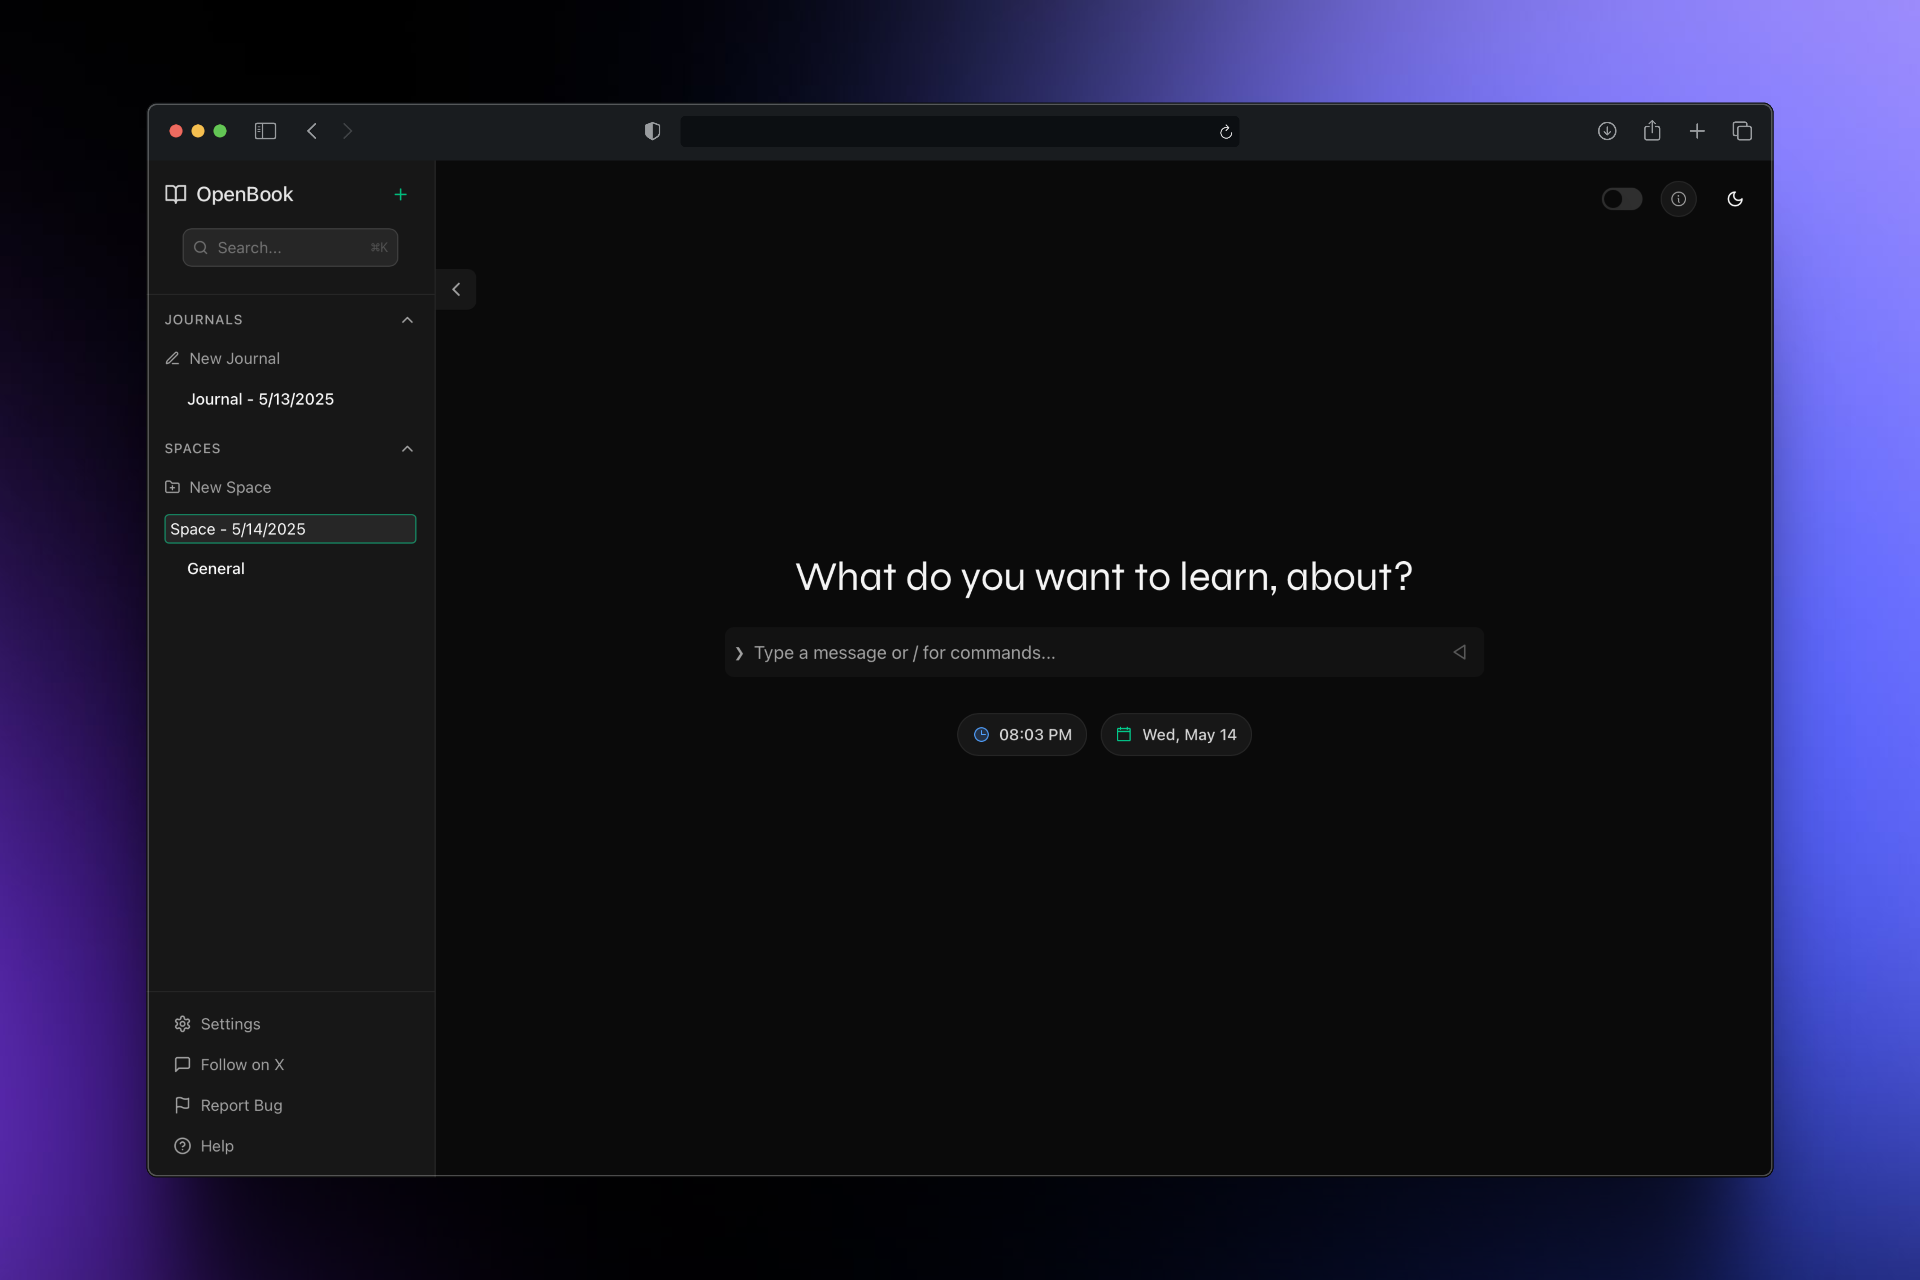 OpenBook
Search...
⌘K
JOURNALS
New Journal
Journal - 5/13/2025
SPACES
New Space
Space - 5/14/2025
General
What do you want to learn, about?
Type a message or / for commands...
08:03 PM
Wed, May 14
Settings
Follow on X
Report Bug
Help